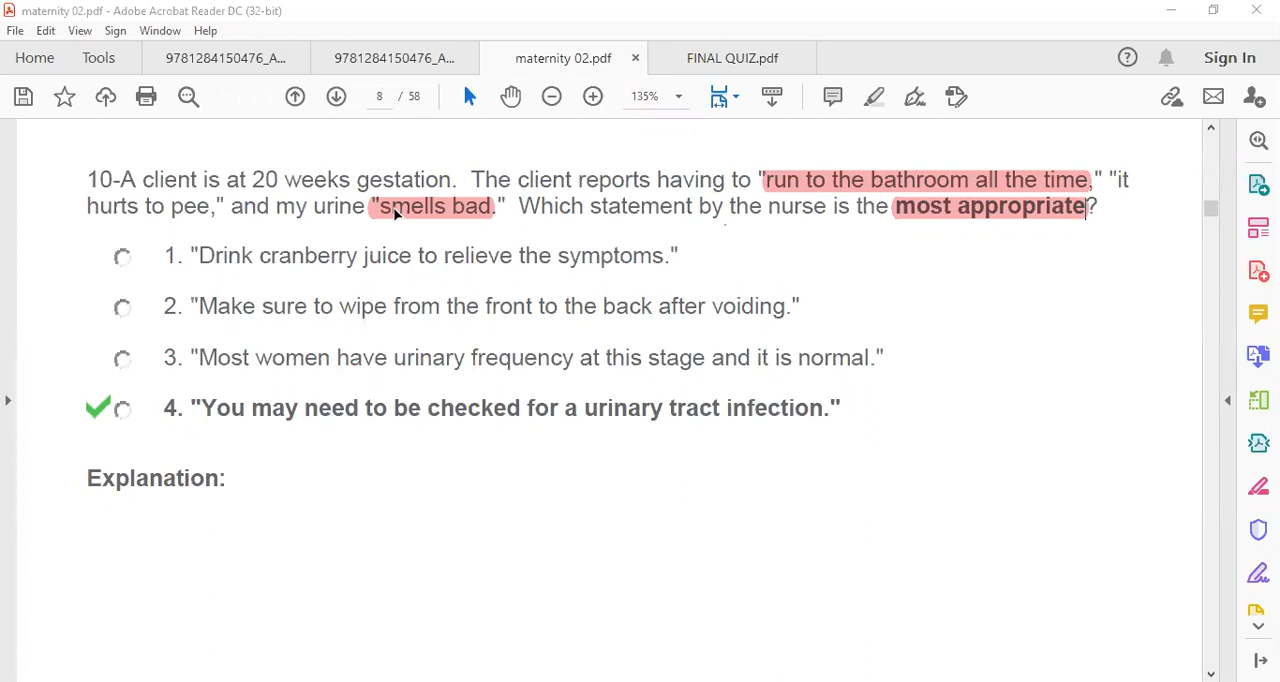 maternity 02.pdf - Adobe Acrobat Reader DC (32-bit)
File Edit View Sign Window Help
Home Tools 9781284150476_A... 9781284150476_A... maternity 02.pdf FINAL QUIZ.pdf Sign In
8 / 58 135%
10-A client is at 20 weeks gestation. The client reports having to "run to the bathroom all the time," "it
hurts to pee," and my urine "smells bad." Which statement by the nurse is the most appropriate?
1. "Drink cranberry juice to relieve the symptoms."
2. "Make sure to wipe from the front to the back after voiding."
3. "Most women have urinary frequency at this stage and it is normal."
4. "You may need to be checked for a urinary tract infection."
Explanation: